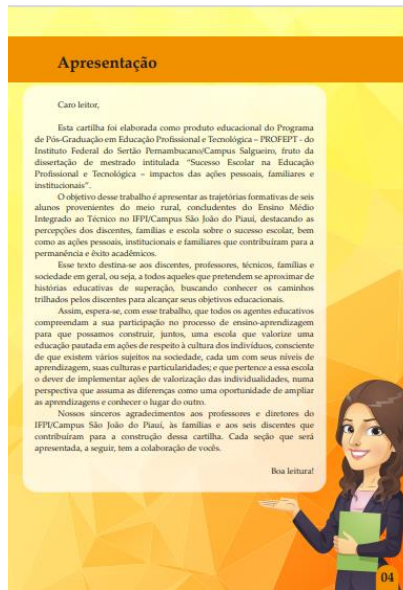 Apresentação
Caro leitor,
Esta cartilha foi elaborada como produto educacional do Programa
de Pós-Graduação em Educação Profissional e Tecnológica – PROFEPT - do
Instituto Federal do Sertão Pernambucano/Campus Salgueiro, fruto da
dissertação de mestrado intitulada “Sucesso Escolar na Educação
Profissional e Tecnológica – impactos das ações pessoais, familiares e
institucionais”.
O objetivo desse trabalho é apresentar as trajetórias formativas de seis
alunos provenientes do meio rural, concludentes do Ensino Médio
Integrado ao Técnico no IFPI/Campus São João do Piauí, destacando as
percepções dos discentes, famílias e escola sobre o sucesso escolar, bem
como as ações pessoais, institucionais e familiares que contribuíram para a
permanência e êxito acadêmicos.
Esse texto destina-se aos discentes, professores, técnicos, famílias e
sociedade em geral, ou seja, a todos aqueles que pretendem se aproximar de
histórias educativas de superação, buscando conhecer os caminhos
trilhados pelos discentes para alcançar seus objetivos educacionais.
Assim, espera-se, com esse trabalho, que todos os agentes educativos
compreendam a sua participação no processo de ensino-aprendizagem
para que possamos construir, juntos, uma escola que valorize uma
educação pautada em ações de respeito à cultura dos indivíduos, consciente
de que existem vários sujeitos na sociedade, cada um com seus níveis de
aprendizagem, suas culturas e particularidades; e que pertence a essa escola
o dever de implementar ações de valorização das individualidades, numa
perspectiva que assuma as diferenças como uma oportunidade de ampliar
as aprendizagens e conhecer o lugar do outro.
Nossos sinceros agradecimentos aos professores e diretores do
IFPI/Campus São João do Piauí, às famílias e aos seis discentes que
contribuíram para a construção dessa cartilha. Cada seção que será
apresentada, a seguir, tem a colaboração de vocês.
Boa leitura!
04